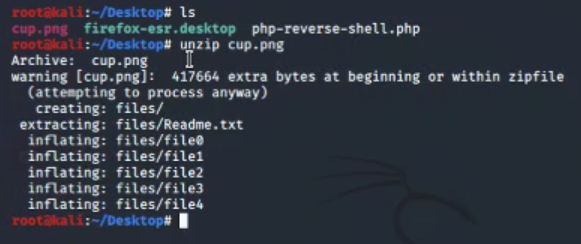 root@kali:~/Desktop# ls
cup.png firefox-esr.desktop php-reverse-shell.php
root@kali:~/Desktop# unzip cup.png
Archive:  cup.png
warning [cup.png]:  417664 extra bytes at beginning or within zipfile
  (attempting to process anyway)
   creating: files/
 extracting: files/Readme.txt
  inflating: files/file0
  inflating: files/file1
  inflating: files/file2
  inflating: files/file3
  inflating: files/file4
root@kali:~/Desktop#